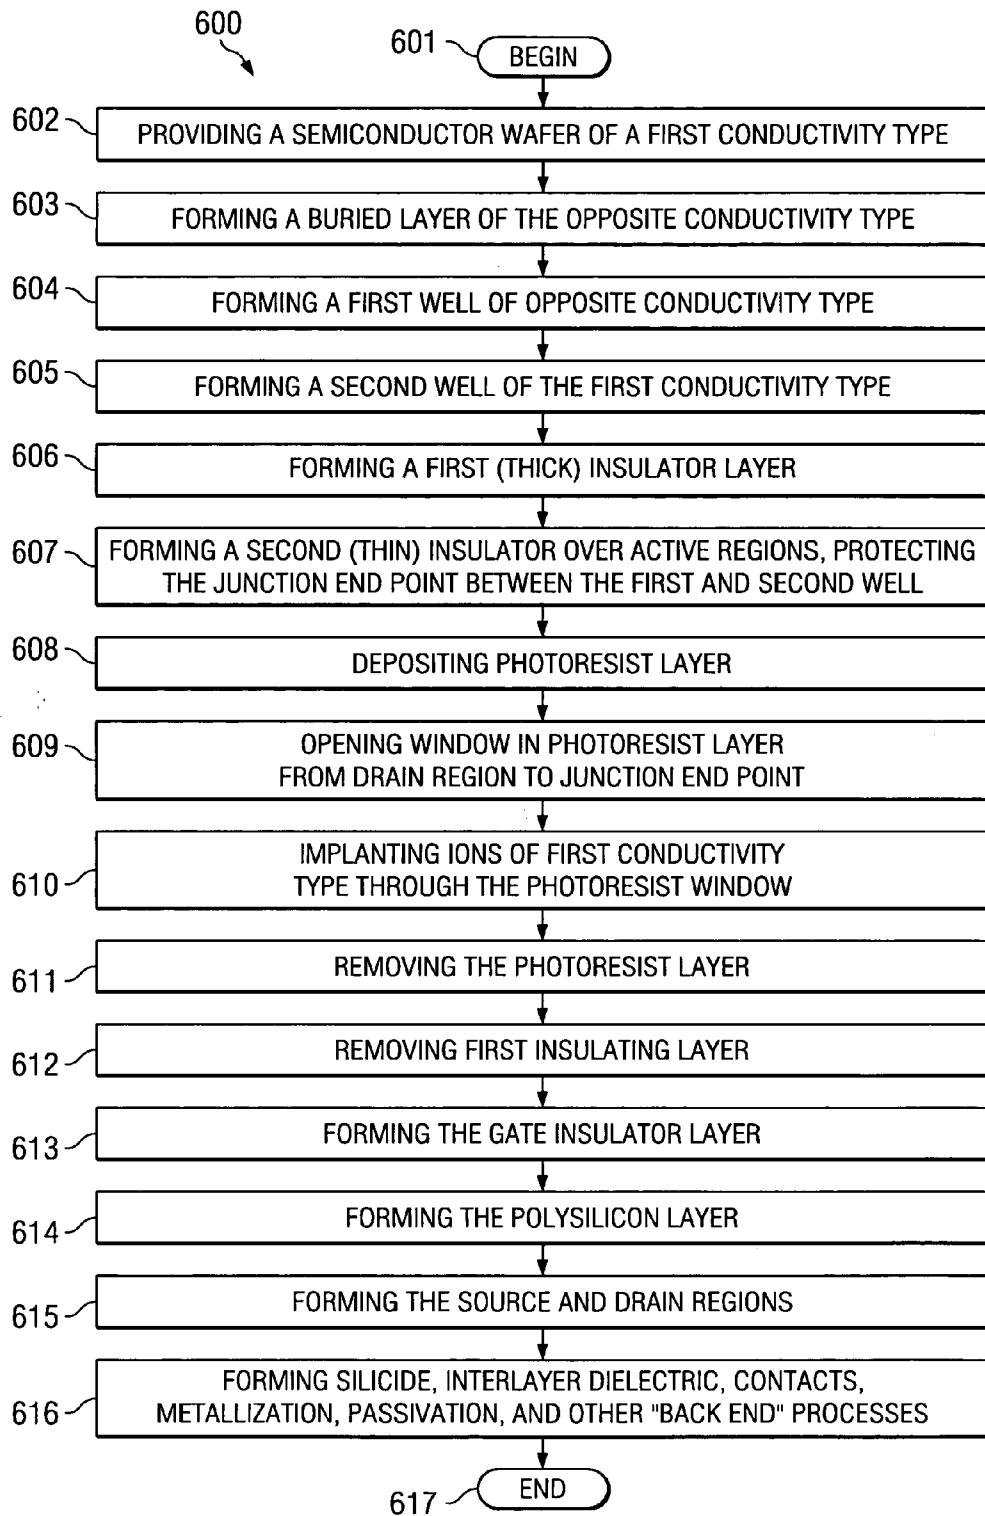 600
601
BEGIN
602
PROVIDING A SEMICONDUCTOR WAFER OF A FIRST CONDUCTIVITY TYPE
603
FORMING A BURIED LAYER OF THE OPPOSITE CONDUCTIVITY TYPE
604
FORMING A FIRST WELL OF OPPOSITE CONDUCTIVITY TYPE
605
FORMING A SECOND WELL OF THE FIRST CONDUCTIVITY TYPE
606
FORMING A FIRST (THICK) INSULATOR LAYER
607
FORMING A SECOND (THIN) INSULATOR OVER ACTIVE REGIONS, PROTECTING
THE JUNCTION END POINT BETWEEN THE FIRST AND SECOND WELL
608
DEPOSITING PHOTORESIST LAYER
609
OPENING WINDOW IN PHOTORESIST LAYER
FROM DRAIN REGION TO JUNCTION END POINT
610
IMPLANTING IONS OF FIRST CONDUCTIVITY
TYPE THROUGH THE PHOTORESIST WINDOW
611
REMOVING THE PHOTORESIST LAYER
612
REMOVING FIRST INSULATING LAYER
613
FORMING THE GATE INSULATOR LAYER
614
FORMING THE POLYSILICON LAYER
615
FORMING THE SOURCE AND DRAIN REGIONS
616
FORMING SILICIDE, INTERLAYER DIELECTRIC, CONTACTS,
METALLIZATION, PASSIVATION, AND OTHER "BACK END" PROCESSES
617
END